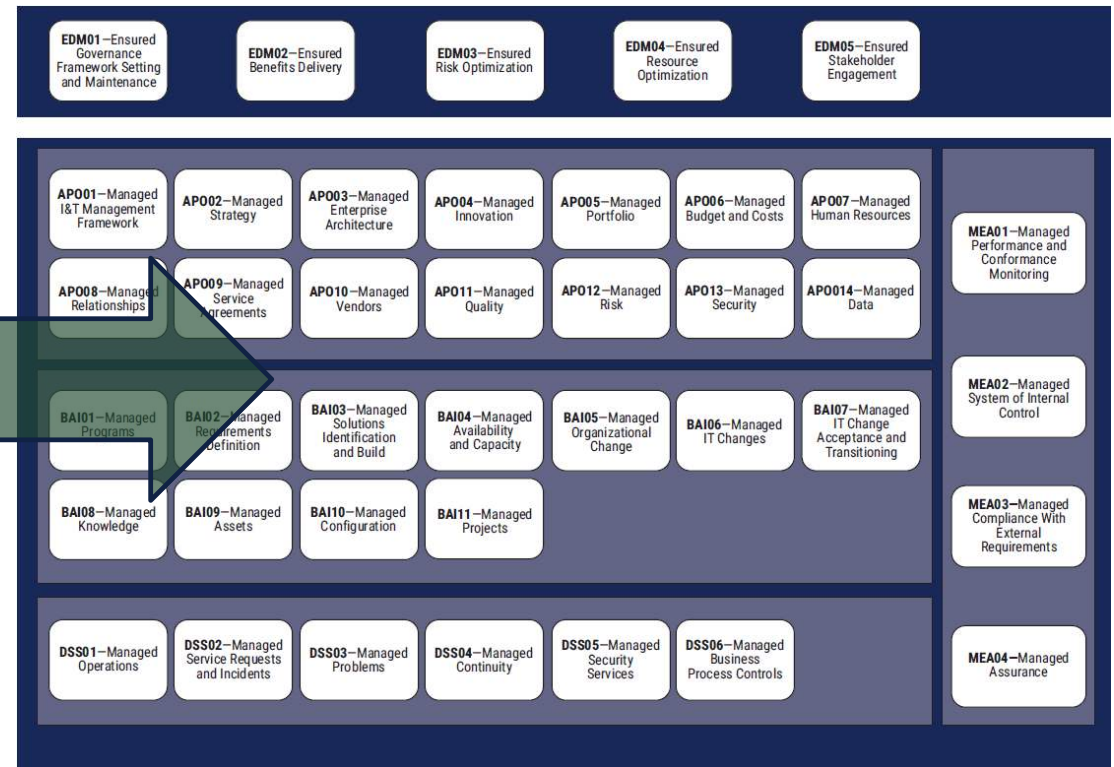 EDM01—Ensured
Governance
Framework Setting
and Maintenance
EDM02—Ensured
Benefits Delivery
EDM03—Ensured
Risk Optimization
EDM04—Ensured
Resource
Optimization
EDM05—Ensured
Stakeholder
Engagement
APO01—Managed
I&T Management
Framework
APO02—Managed
Strategy
APO03—Managed
Enterprise
Architecture
APO04—Managed
Innovation
APO05—Managed
Portfolio
APO06—Managed
Budget and Costs
APO07—Managed
Human Resources
APO08—Managed
Relationships
APO09—Managed
Service
Agreements
APO10—Managed
Vendors
APO11—Managed
Quality
APO12—Managed
Risk
APO13—Managed
Security
APO014—Managed
Data
BAI01—Managed
Programs
BAI02—Managed
Requirements
Definition
BAI03—Managed
Solutions
Identification
and Build
BAI04—Managed
Availability
and Capacity
BAI05—Managed
Organizational
Change
BAI06—Managed
IT Changes
BAI07—Managed
IT Change
Acceptance and
Transitioning
BAI08—Managed
Knowledge
BAI09—Managed
Assets
BAI10—Managed
Configuration
BAI11—Managed
Projects
DSS01—Managed
Operations
DSS02—Managed
Service Requests
and Incidents
DSS03—Managed
Problems
DSS04—Managed
Continuity
DSS05—Managed
Security
Services
DSS06—Managed
Business
Process Controls
MEA01—Managed
Performance and
Conformance
Monitoring
MEA02—Managed
System of Internal
Control
MEA03—Managed
Compliance With
External
Requirements
MEA04—Managed
Assurance